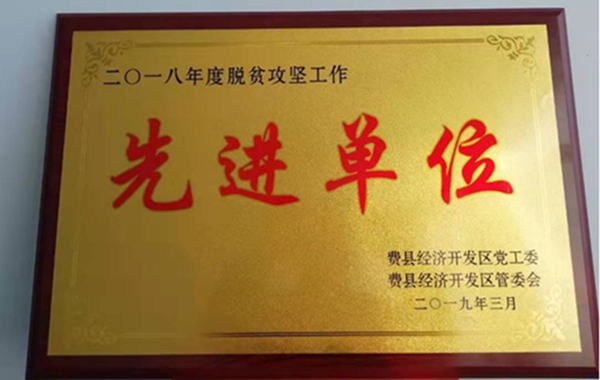 二〇一八年度脱贫攻坚工作
先进单位
费县经济开发区党工委
费县经济开发区管委会
二〇一九年三月